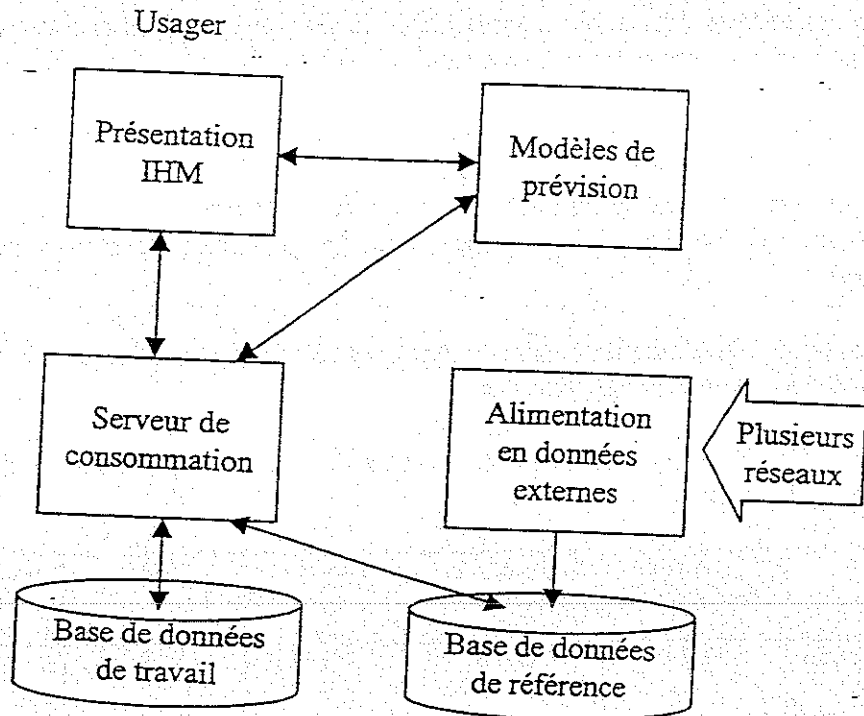 Usager
Présentation
IHM
Modèles de
prévision
Serveur de
consommation
Alimentation
en données
externes
Plusieurs
réseaux
Base de données
de travail
Base de données
de référence